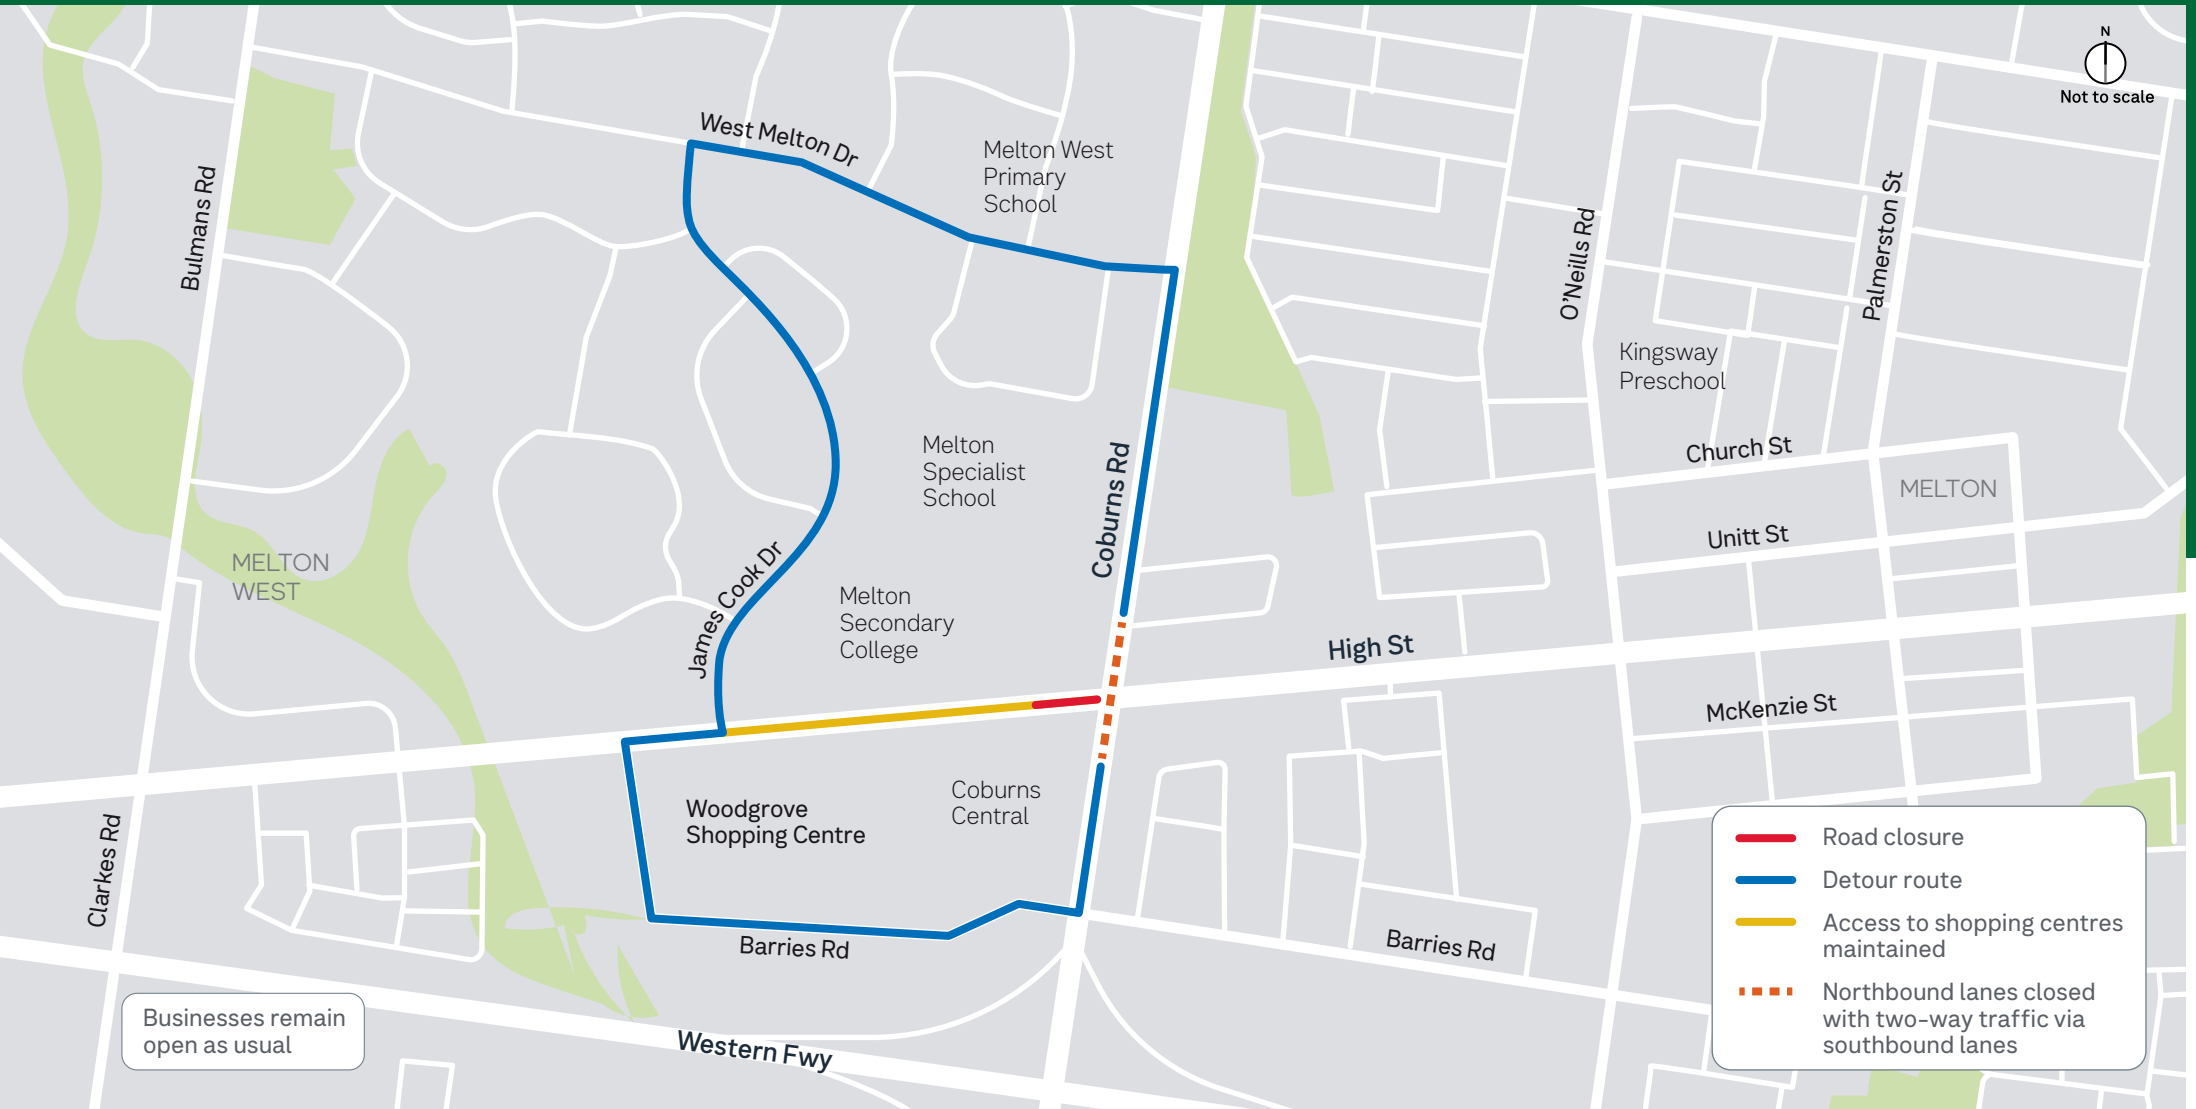 N
Not to scale
West Melton Dr
Melton West
Primary
School
Bulmans Rd
O'Neills Rd
Palmerston St
Kingsway
Preschool
Church St
MELTON
Melton
Specialist
School
Coburns Rd
Unitt St
MELTON
WEST
James Cook Dr
Melton
Secondary
College
High St
McKenzie St
Woodgrove
Shopping Centre
Coburns
Central
Clarkes Rd
Barries Rd
Barries Rd
Western Fwy
Businesses remain
open as usual
Road closure
Detour route
Access to shopping centres
maintained
Northbound lanes closed
with two-way traffic via
southbound lanes